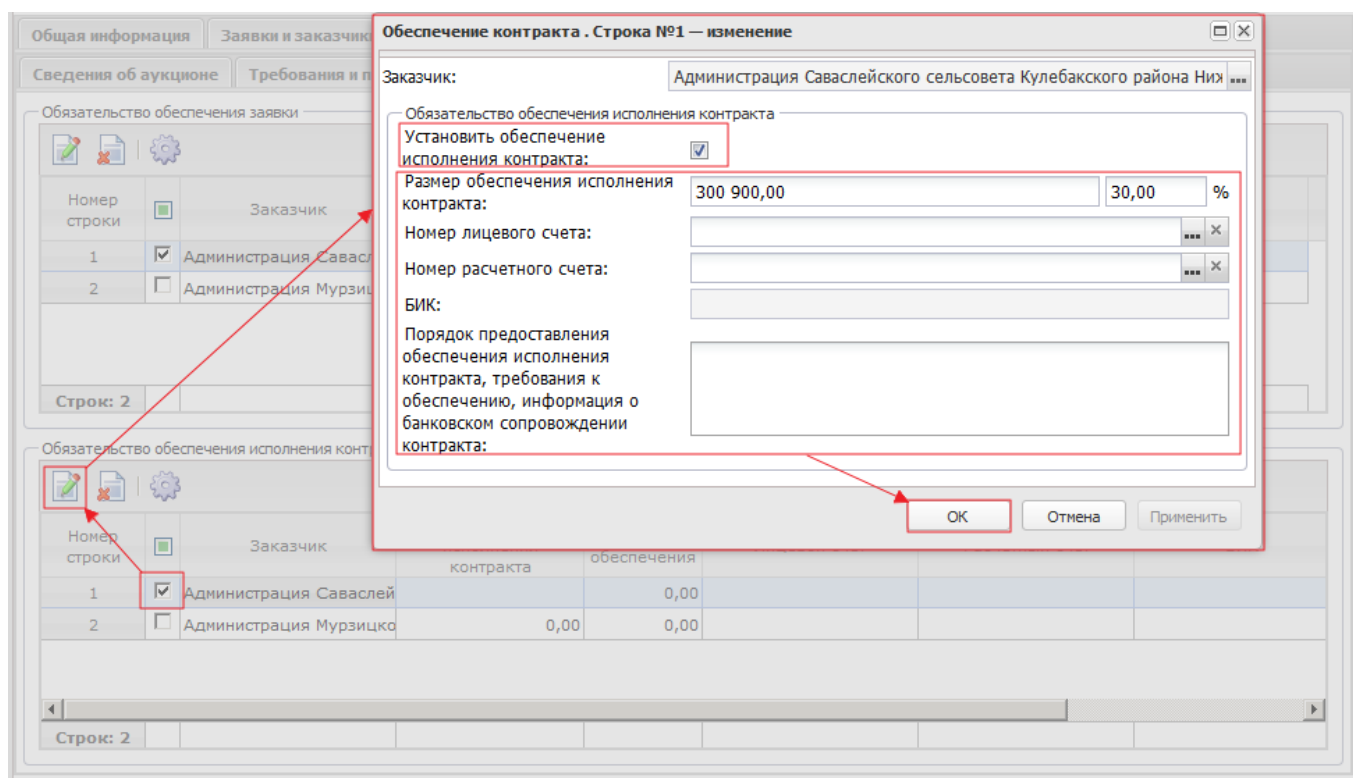 Общая информация
Заявки и заказчик
Сведения об аукционе
Требования и п
Обязательство обеспечения заявки
Номер
строки
Заказчик
1
Администрация Савасл
2
Администрация Мурзиц
Строк: 2
Обеспечение контракта . Строка №1 — изменение
Заказчик:
Администрация Саваслейского сельсовета Кулебакского района Ниж ...
Обязательство обеспечения исполнения контракта
Установить обеспечение
исполнения контракта:
Размер обеспечения исполнения
контракта:
300 900,00
30,00
%
Номер лицевого счета:
...
Номер расчетного счета:
...
БИК:
Порядок предоставления
обеспечения исполнения
контракта, требования к
обеспечению, информация о
банковском сопровождении
контракта:
ОК
Отмена
Применить
Обязательство обеспечения исполнения конт
Номер
строки
Заказчик
контракта
обеспечения
1
Администрация Саваслей
0,00
2
Администрация Мурзицко
0,00
0,00
Строк: 2